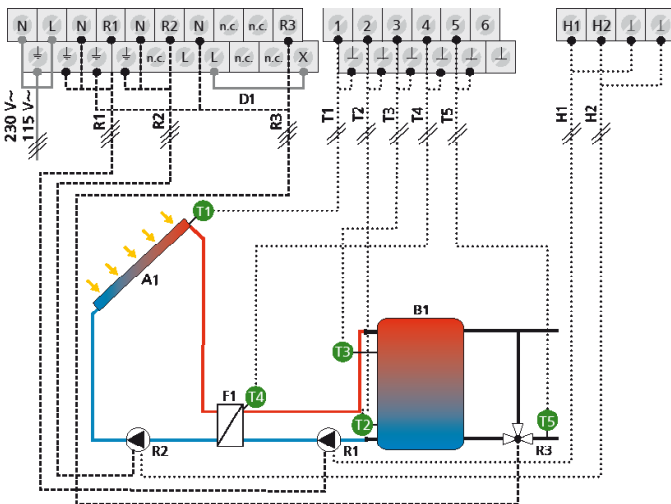 N L N R1 N R2 N n.c. n.c. R3
n.c. L L n.c. n.c. X
1 2 3 4 5 6
H1 H2
D1
230 V~
115 V~
R1
R2
R3
T1
T2
T3
T4
T5
H1
H2
T1
A1
B1
T3
F1
T4
T2
T5
R2
R1
R3